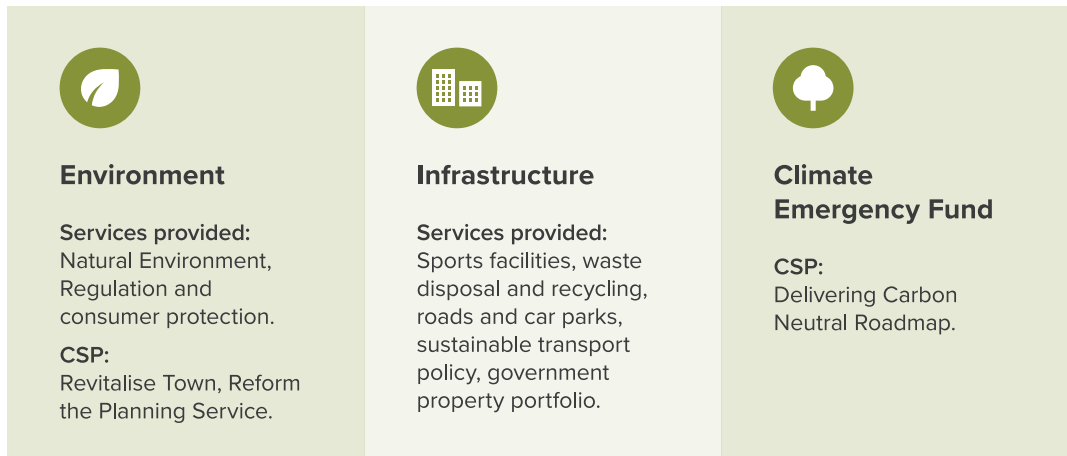 Environment
Services provided:
Natural Environment,
Regulation and
consumer protection.
CSP:
Revitalise Town, Reform
the Planning Service.
Infrastructure
Services provided:
Sports facilities, waste
disposal and recycling,
roads and car parks,
sustainable transport
policy, government
property portfolio.
Climate
Emergency Fund
CSP:
Delivering Carbon
Neutral Roadmap.